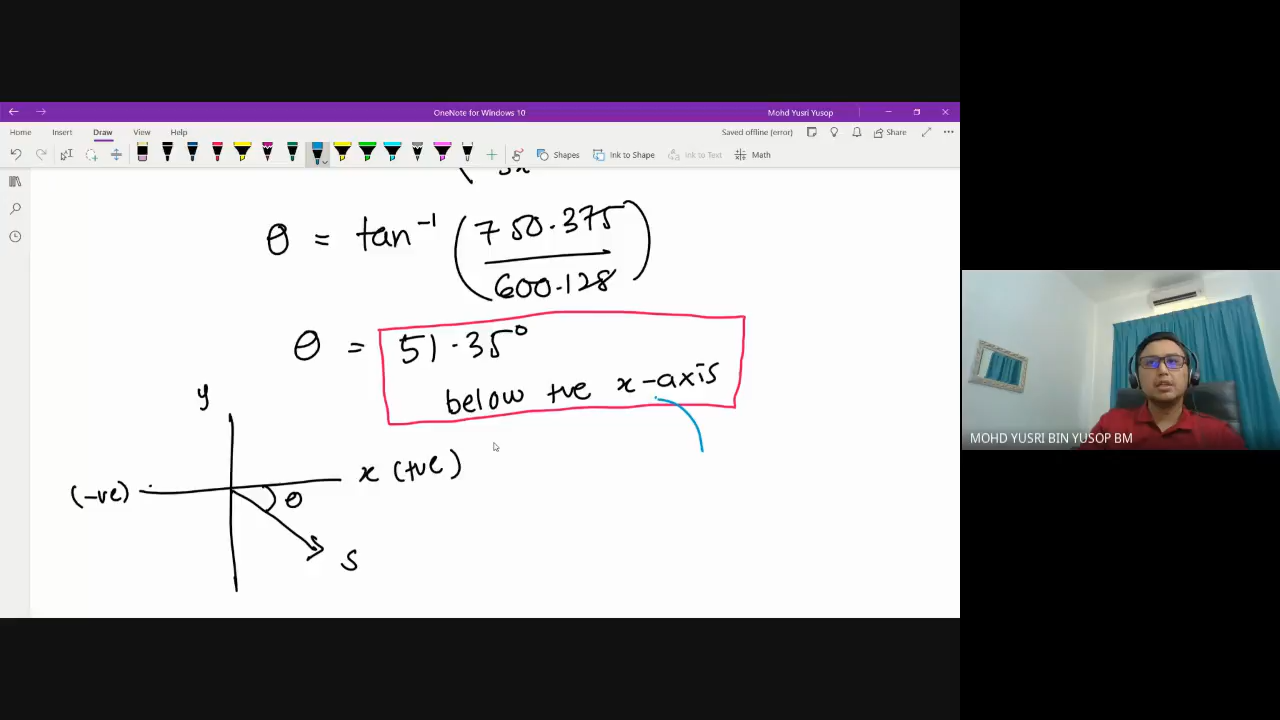 OneNote for Windows 10
Mohd Yusri Yusop
Home Insert Draw View Help
Saved offline (error)
Share
Shapes
Ink to Shape
Ink to Text
Math
θ = tan⁻¹ (750.375
600.128)
θ = 51.35°
below +ve x-axis
y
x (+ve)
(-ve)
θ
S
MOHD YUSRI BIN YUSOP BM